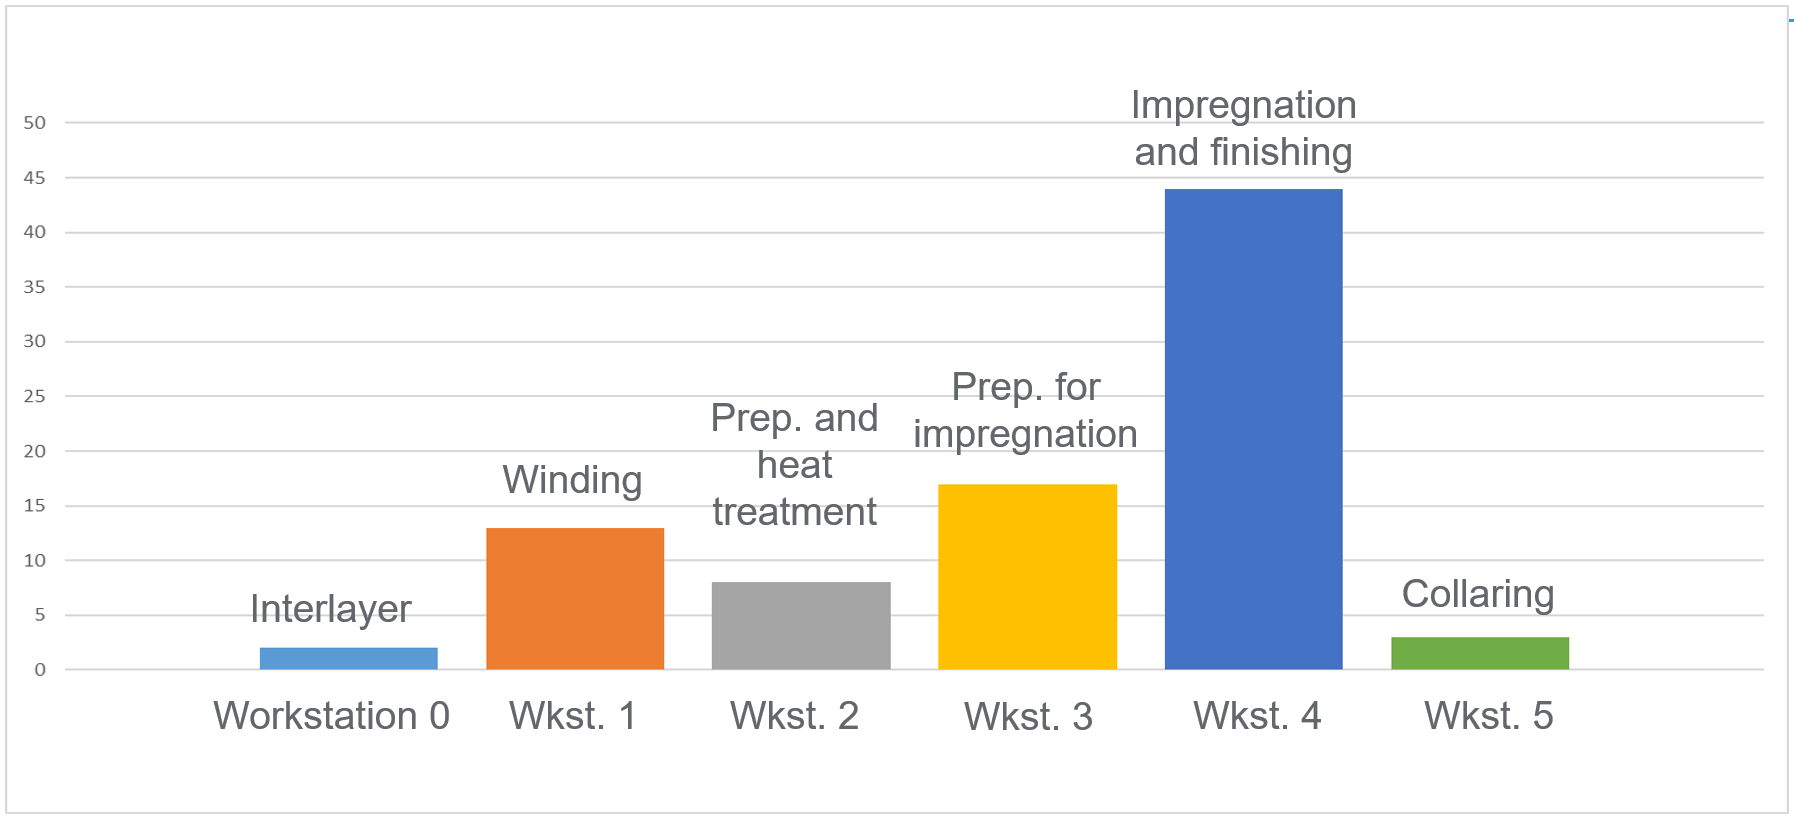 Impregnation
and finishing
50
45
40
35
30
25
20
15
10
5
0
Prep. for
impregnation
Prep. and
heat
treatment
Winding
Interlayer
Collaring
Workstation 0
Wkst. 1
Wkst. 2
Wkst. 3
Wkst. 4
Wkst. 5